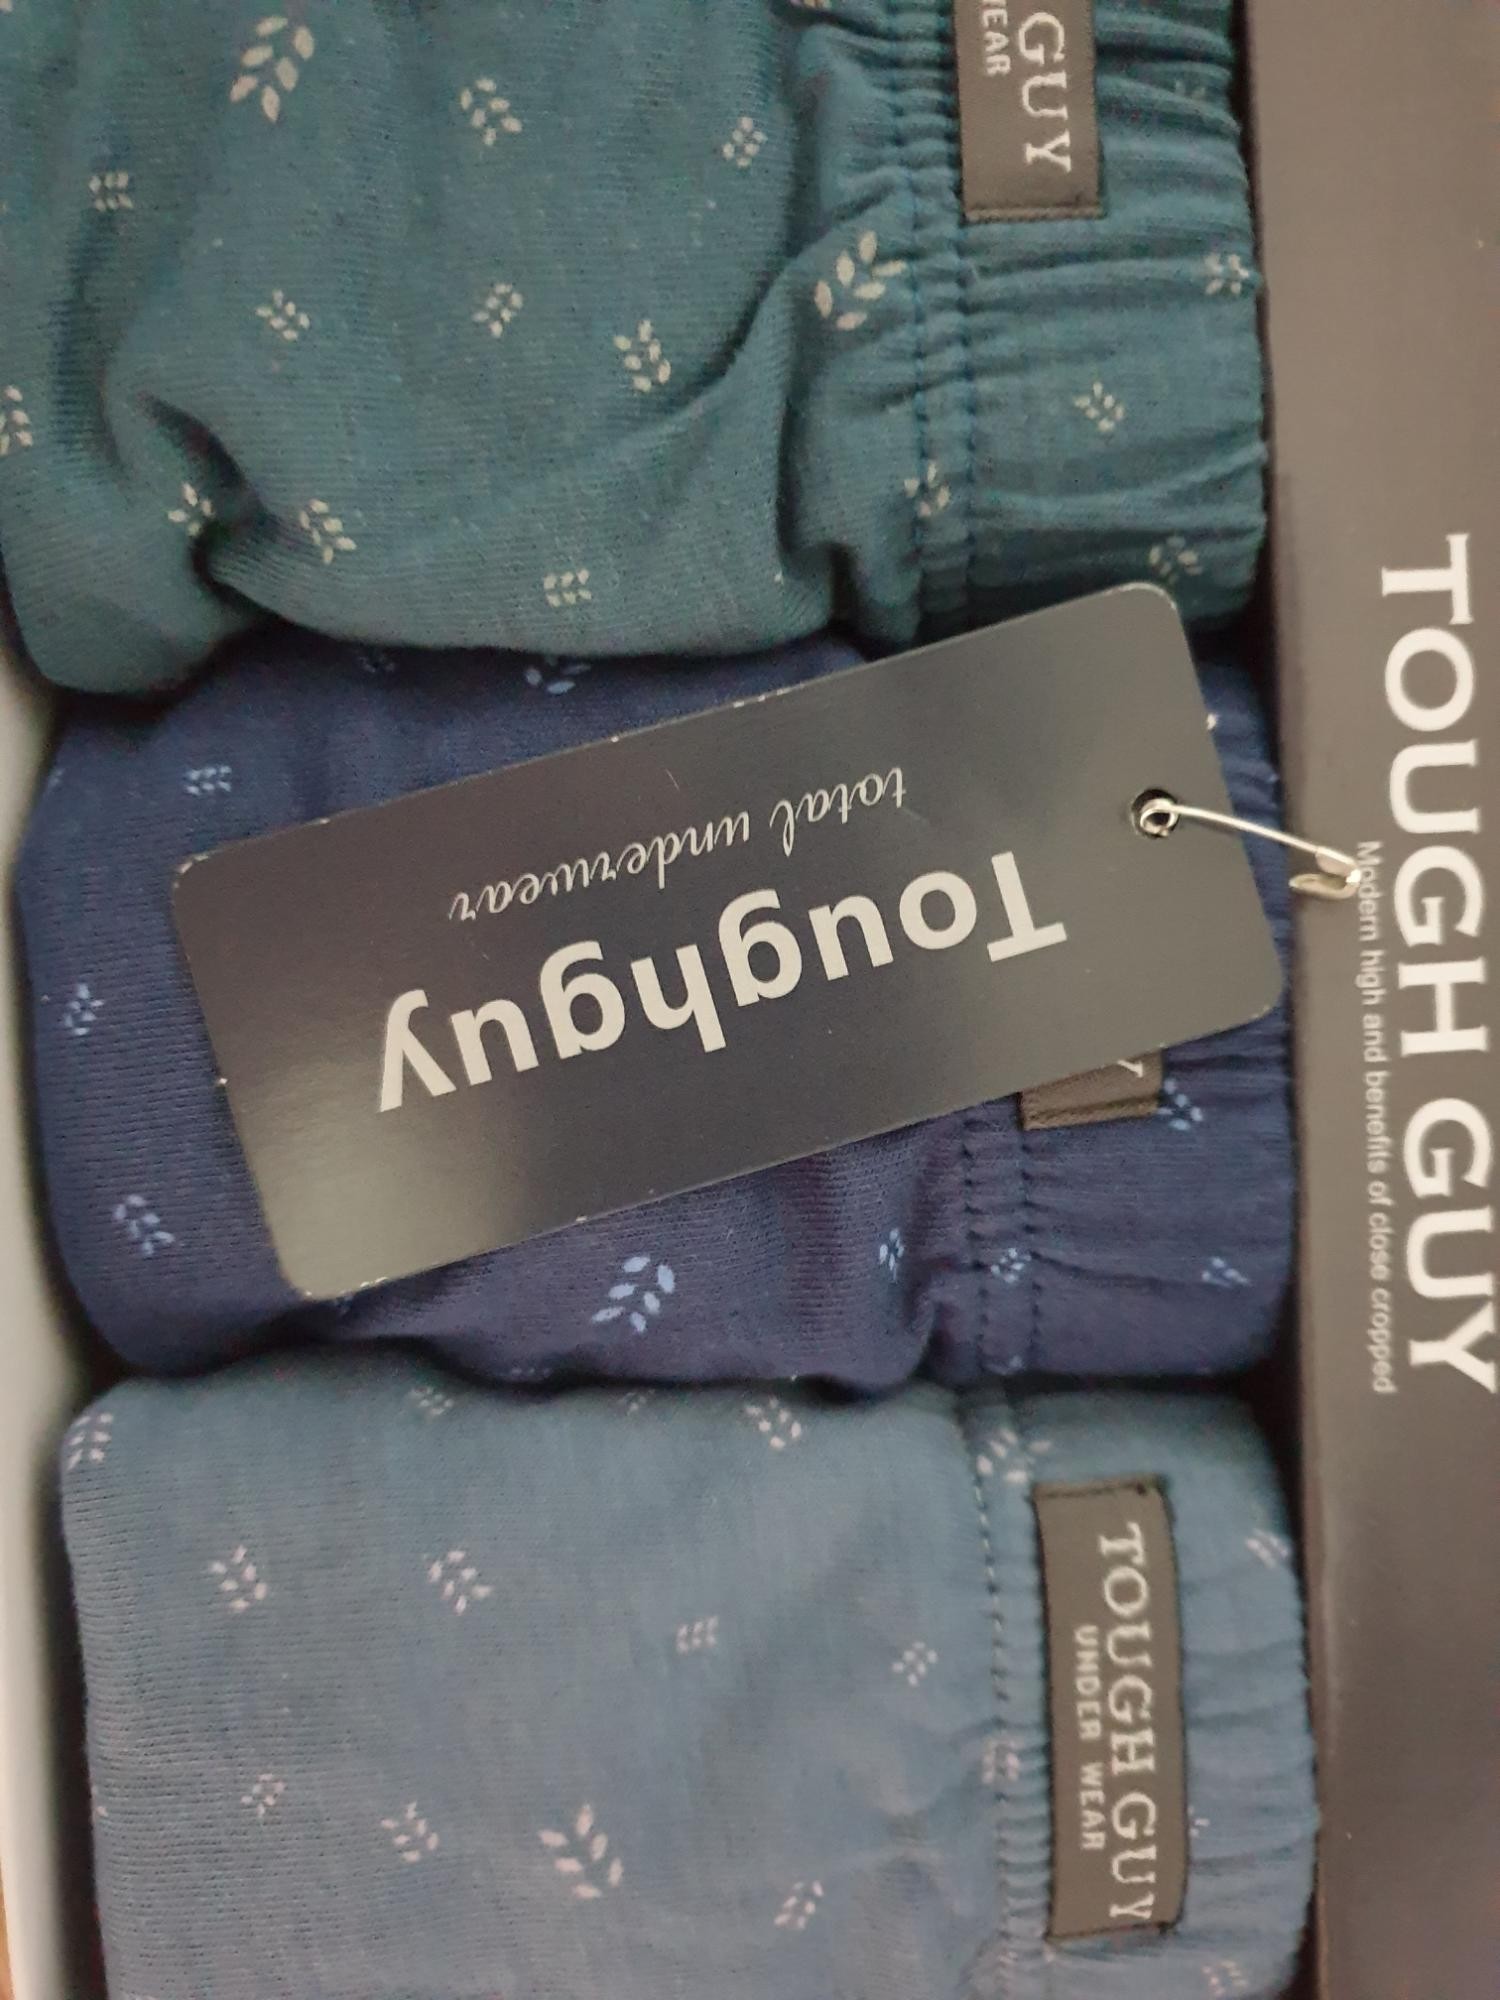 GUY
WEAR
Toughguy
total underwear
Y
TOUGH GUY
UNDER WEAR
TOUGH GUY
Modern high and benefits of close cropped